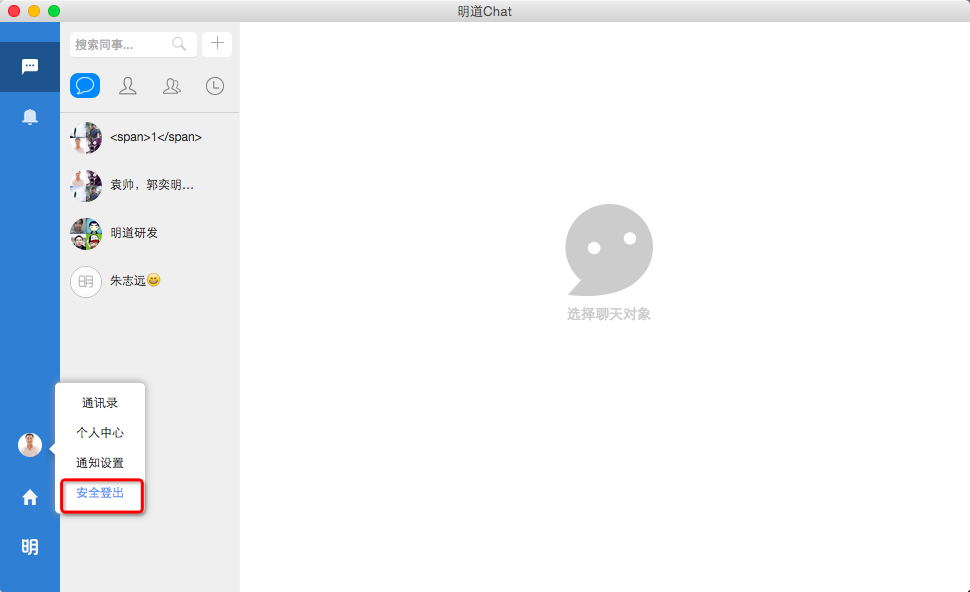 明道Chat
搜索同事...
<span>1</span>
袁帅，郭奕明...
明道研发
明
朱志远😄
选择聊天对象
通讯录
个人中心
通知设置
安全登出
明